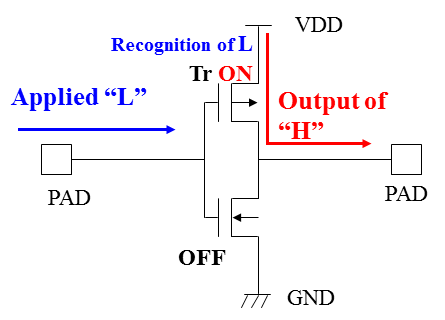 VDD
Recognition of L
Tr ON
Applied “L”
Output of
“H”
PAD
PAD
OFF
GND